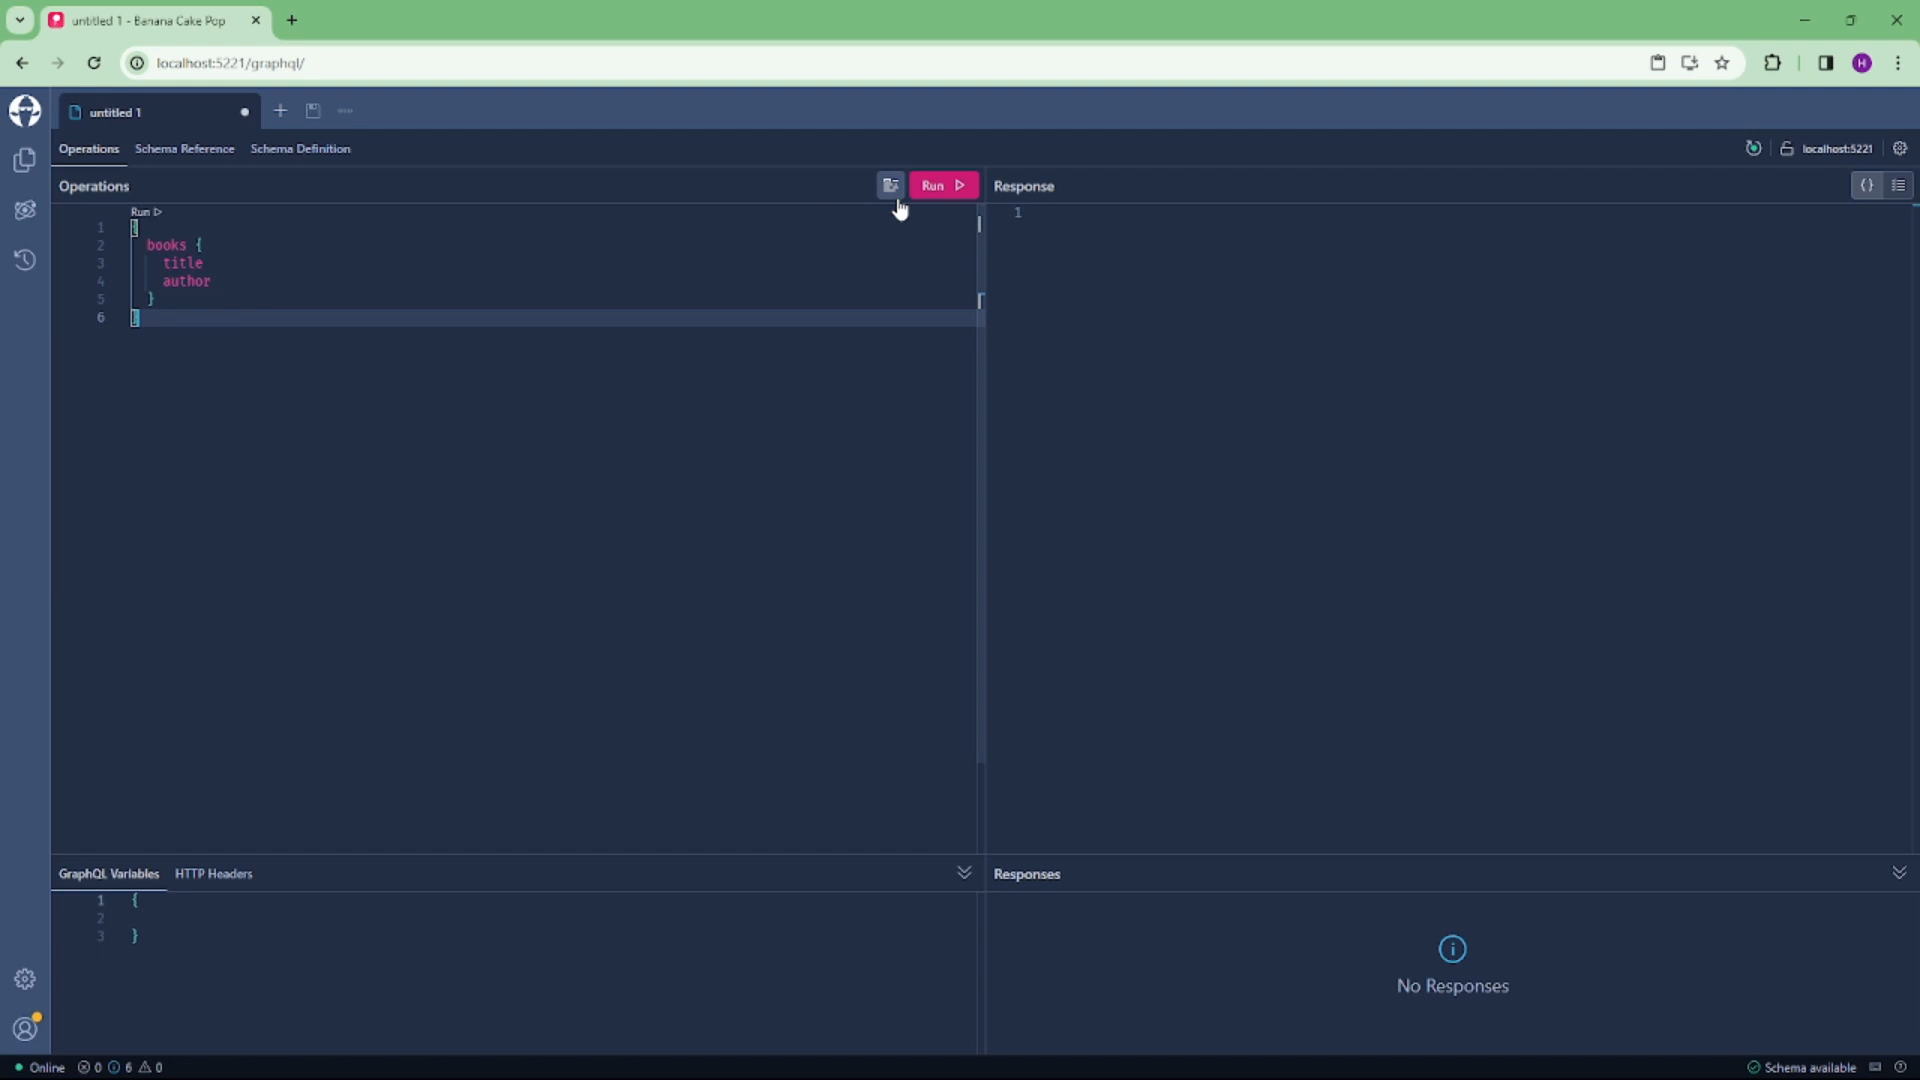 untitled 1 - Banana Cake Pop
localhost:5221/graphql/
H
untitled 1
Operations Schema Reference Schema Definition
localhost:5221
Operations
Run
Response
{}
Run
1
1 {
2 books {
3 title
4 author
5 }
6 }
GraphQL Variables HTTP Headers
Responses
1 {
2
3 }
No Responses
Online 0 6 0
Schema available